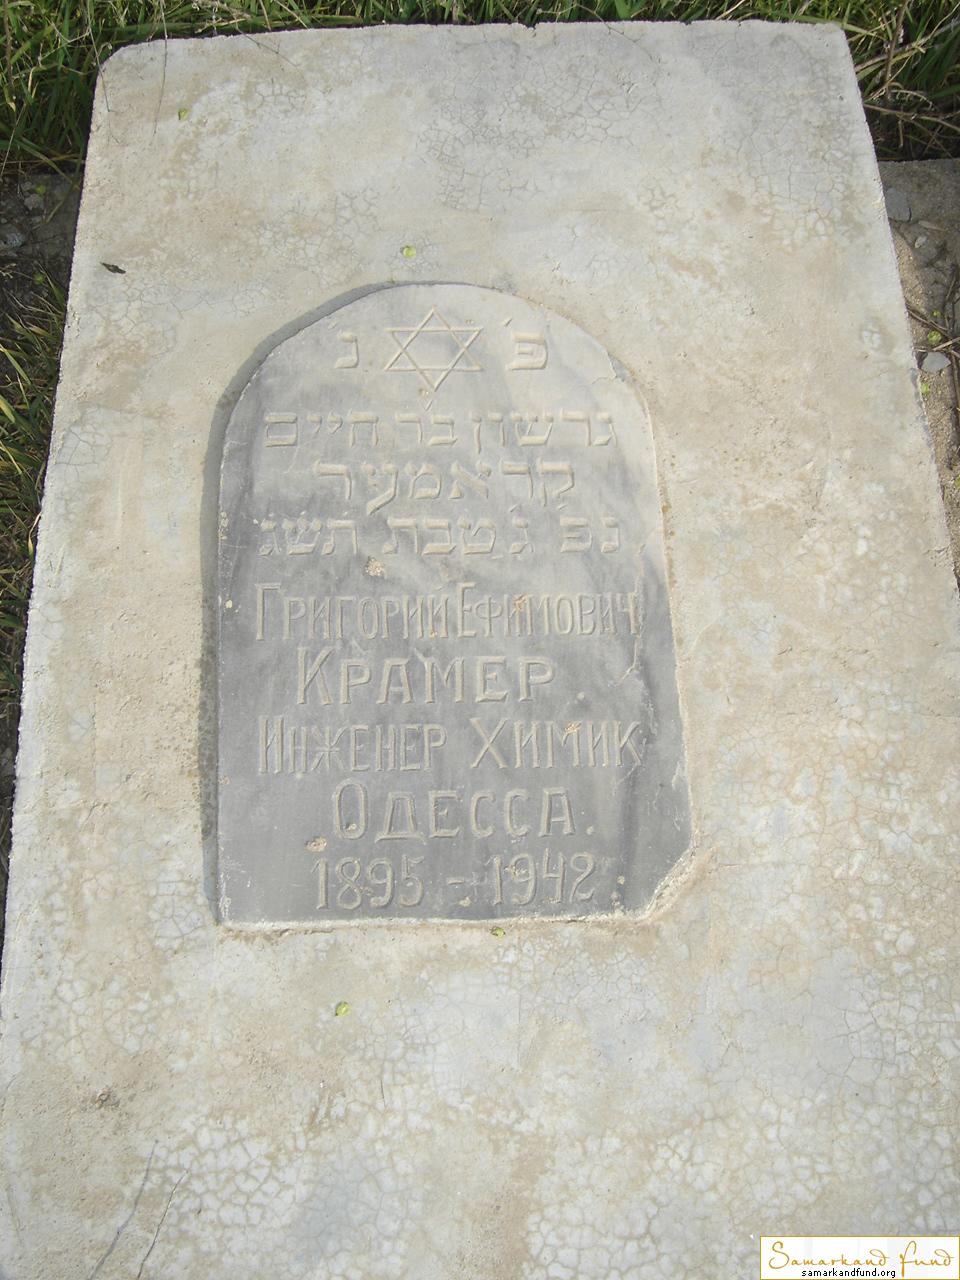 פ׳ נ׳
גרשון בר חיים
קראמער
נפ ג טבת תשג
Григорий Ефимович
Крамер.
Инженер Химик
Одесса.
1895 - 1942.
Samarkand fund
samarkandfund.org